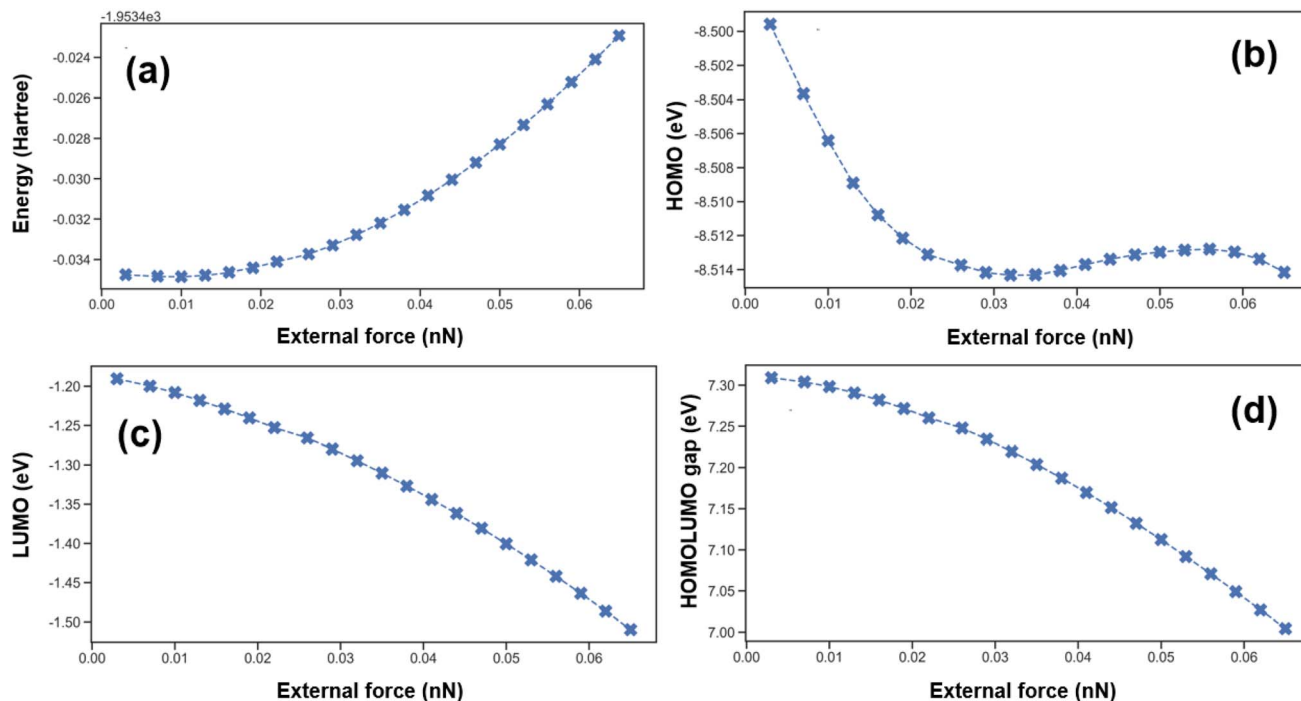 -1.9534e3
(a)
Energy (Hartree)
-0.024
-0.026
-0.028
-0.030
-0.032
-0.034
0.00 0.01 0.02 0.03 0.04 0.05 0.06
External force (nN)
(b)
HOMO (eV)
-8.500
-8.502
-8.504
-8.506
-8.508
-8.510
-8.512
-8.514
0.00 0.01 0.02 0.03 0.04 0.05 0.06
External force (nN)
(c)
LUMO (eV)
-1.20
-1.25
-1.30
-1.35
-1.40
-1.45
-1.50
0.00 0.01 0.02 0.03 0.04 0.05 0.06
External force (nN)
(d)
HOMOLUMO gap (eV)
7.30
7.25
7.20
7.15
7.10
7.05
7.00
0.00 0.01 0.02 0.03 0.04 0.05 0.06
External force (nN)